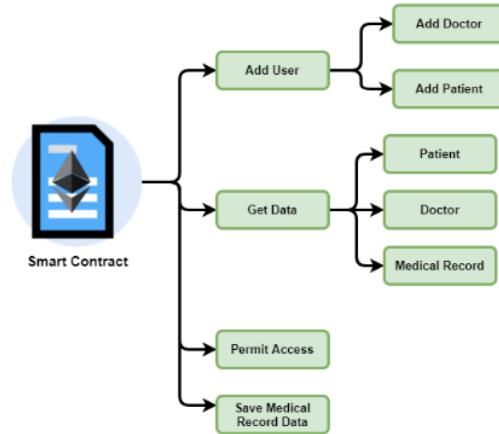 Add Doctor
Add User
Add Patient
Patient
Smart Contract
Get Data
Doctor
Medical Record
Permit Access
Save Medical
Record Data